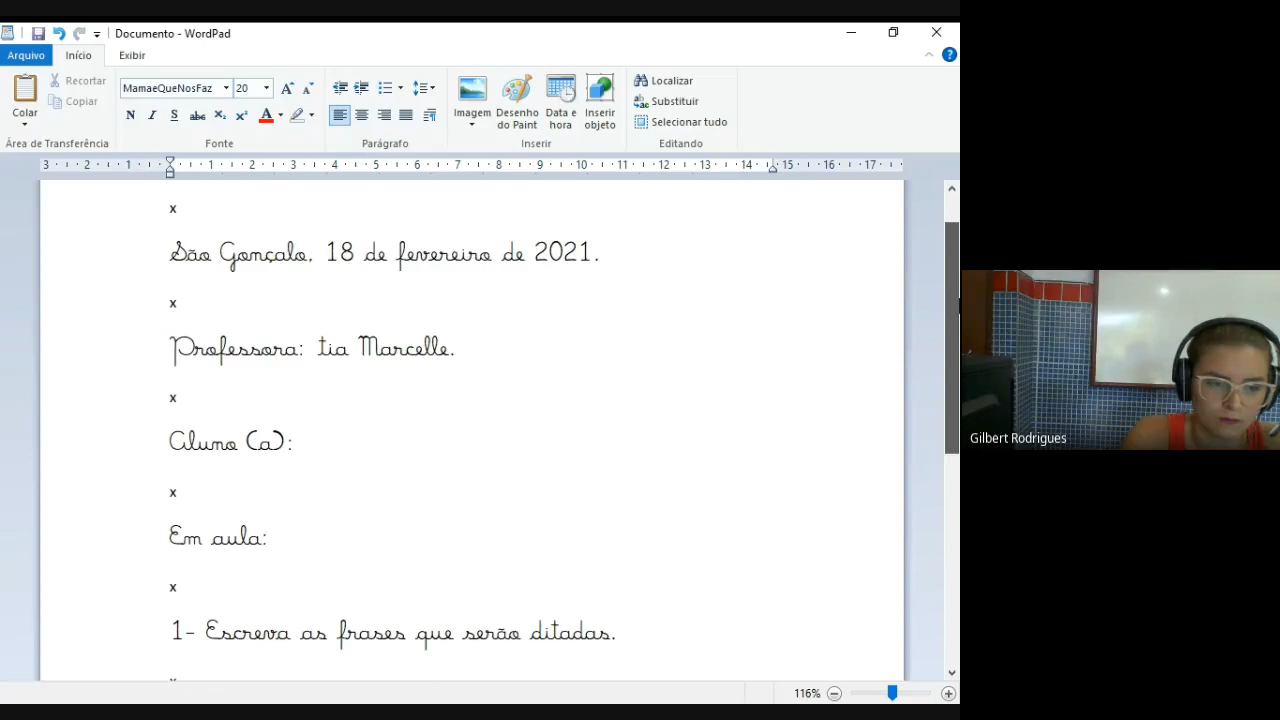 Documento - WordPad
Arquivo Início Exibir
Colar
Recortar
Copiar
Área de Transferência
MamaeQueNosFaz 20
N I S abc X₂ X² A
Fonte
Parágrafo
Imagem
Desenho do Paint
Data e hora
Inserir objeto
Inserir
Localizar
Substituir
Selecionar tudo
Editando
3 2 1 1 2 3 4 5 6 7 8 9 10 11 12 13 14 15 16 17
x
São Gonçalo, 18 de fevereiro de 2021.
x
Professora: tia Marcelle.
x
Aluno (a):
x
Em aula:
x
1- Escreva as frases que serão ditadas.
x
116%
Gilbert Rodrigues